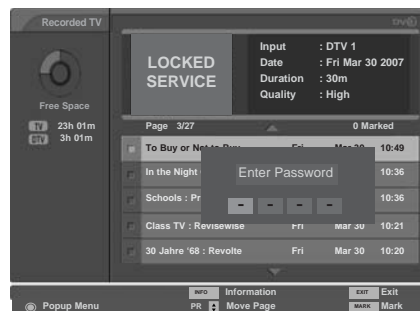 Recorded TV
Free Space
TV 23h 01m
DTV 3h 01m
LOCKED
SERVICE
Input : DTV 1
Date : Fri Mar 30 2007
Duration : 30m
Quality : High
Page 3/27 0 Marked
To Buy or Not to Buy Fri Mar 30 10:49
In the Night 10:36
Schools : Pr 10:36
Class TV : Revisewise Fri Mar 30 10:21
30 Jahre '68 : Revolte Fri Mar 30 10:20
Enter Password
- - - -
INFO Information EXIT Exit
Popup Menu PR Move Page MARK Mark